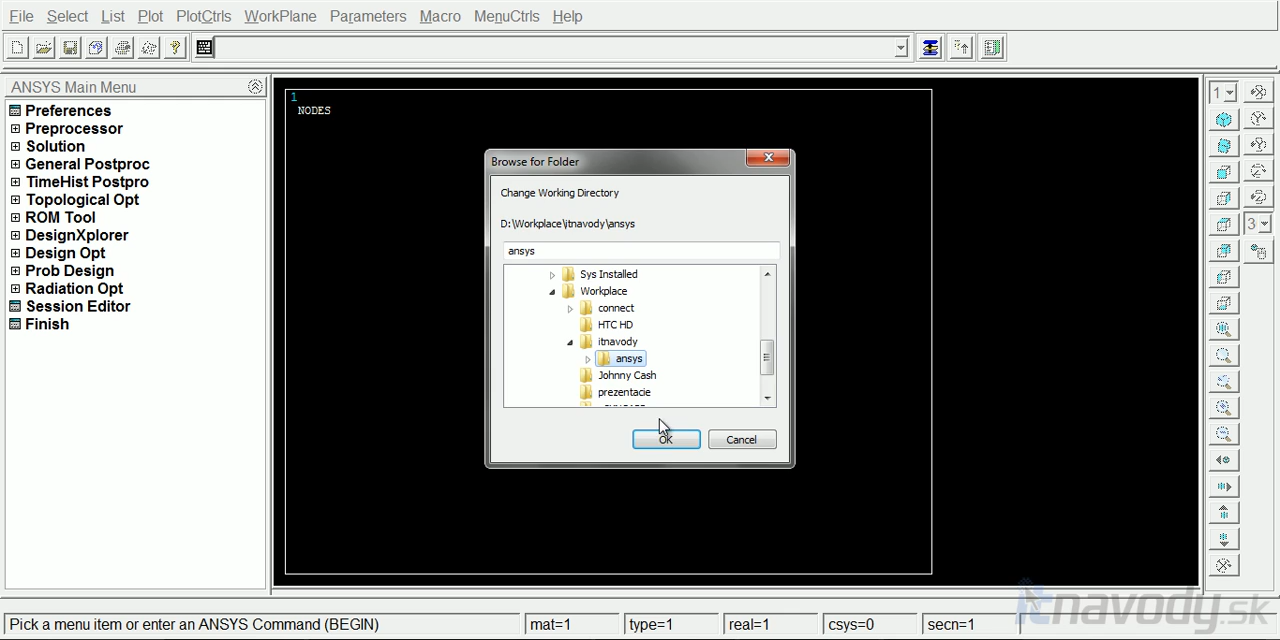 File Select List Plot PlotCtrls WorkPlane Parameters Macro MenuCtrls Help
ANSYS Main Menu
Preferences
Preprocessor
Solution
General Postproc
TimeHist Postpro
Topological Opt
ROM Tool
DesignXplorer
Design Opt
Prob Design
Radiation Opt
Session Editor
Finish
1
NODES
Browse for Folder
Change Working Directory
D:\Workplace\itnavody\ansys
ansys
Sys Installed
Workplace
connect
HTC HD
itnavody
ansys
Johnny Cash
prezentacie
OK Cancel
1
3
Pick a menu item or enter an ANSYS Command (BEGIN) mat=1 type=1 real=1 csys=0 secn=1
itnavody.sk